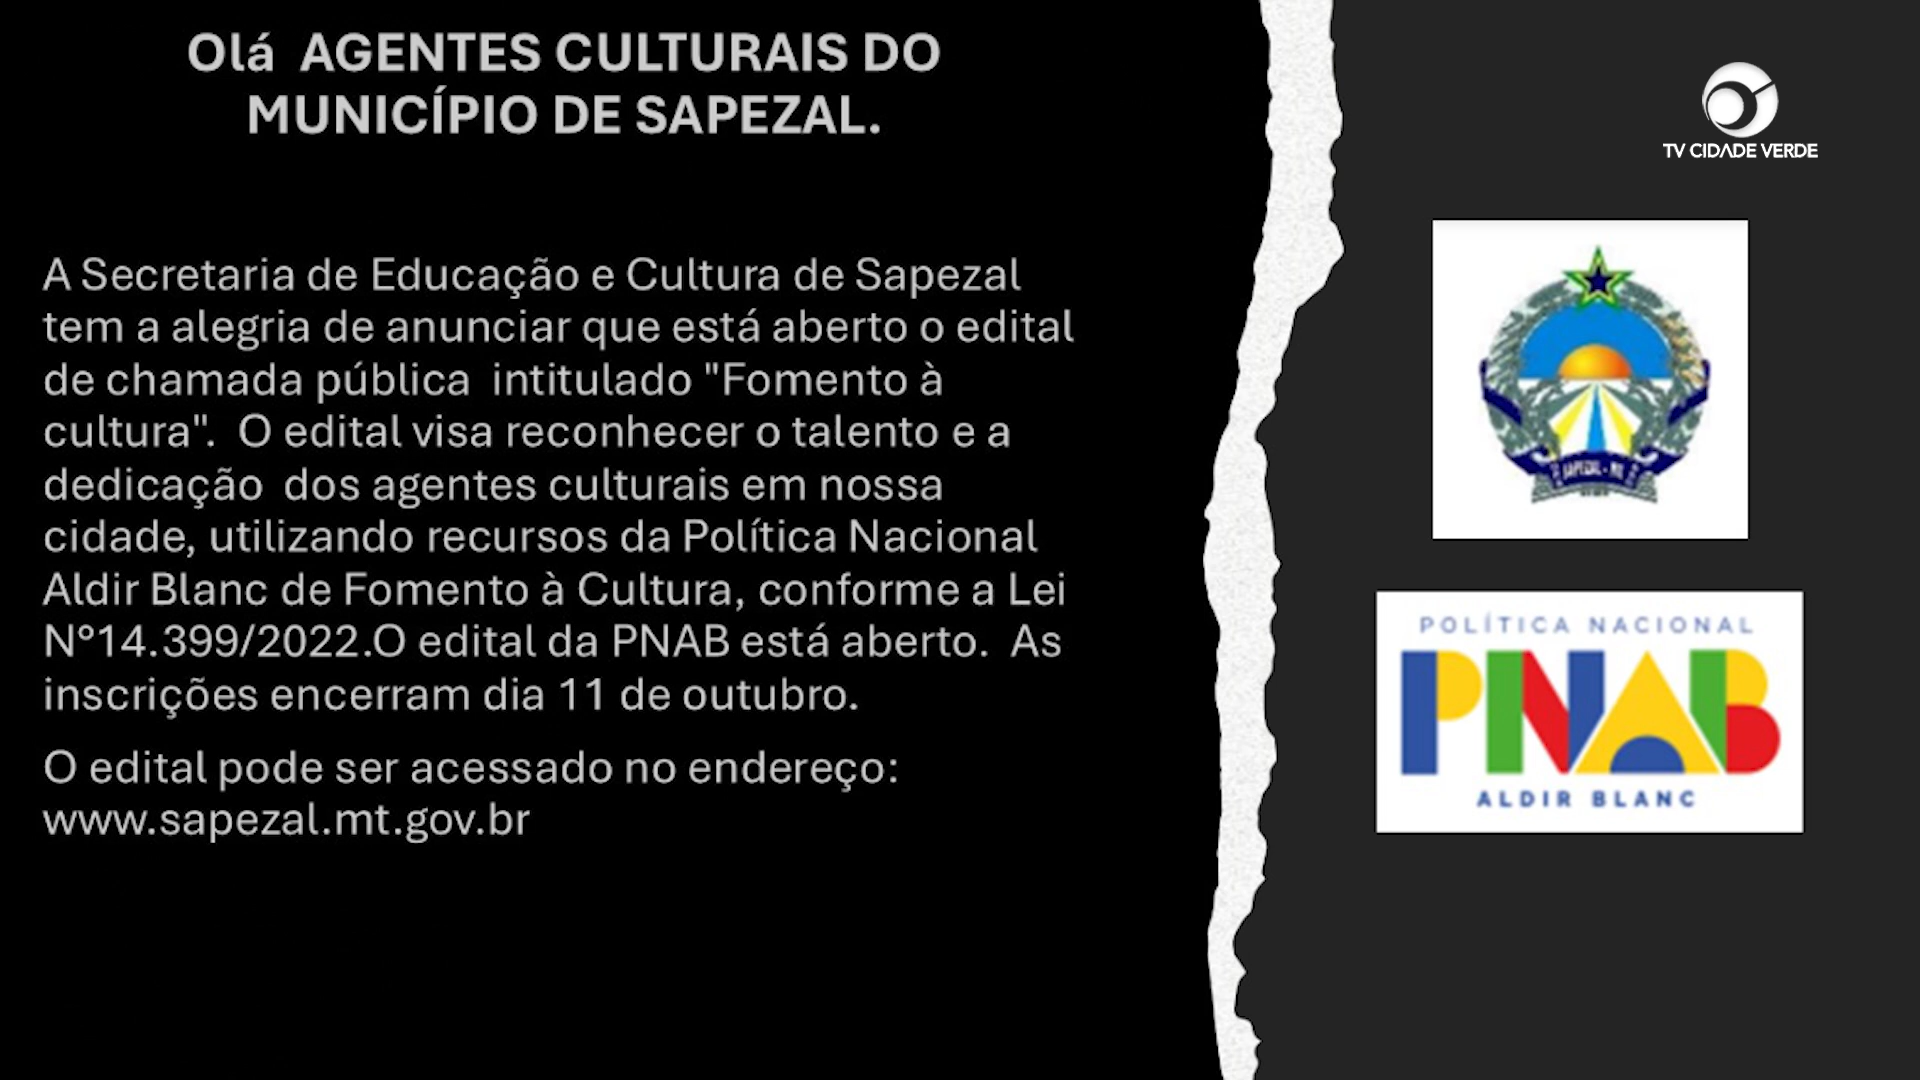 Olá AGENTES CULTURAIS DO
MUNICÍPIO DE SAPEZAL.
TV CIDADE VERDE
A Secretaria de Educação e Cultura de Sapezal
tem a alegria de anunciar que está aberto o edital
de chamada pública intitulado "Fomento à
cultura". O edital visa reconhecer o talento e a
dedicação dos agentes culturais em nossa
cidade, utilizando recursos da Política Nacional
Aldir Blanc de Fomento à Cultura, conforme a Lei
N°14.399/2022.O edital da PNAB está aberto. As
inscrições encerram dia 11 de outubro.
O edital pode ser acessado no endereço:
www.sapezal.mt.gov.br
SAPEZAL - MT
POLÍTICA NACIONAL
PNAB
ALDIR BLANC